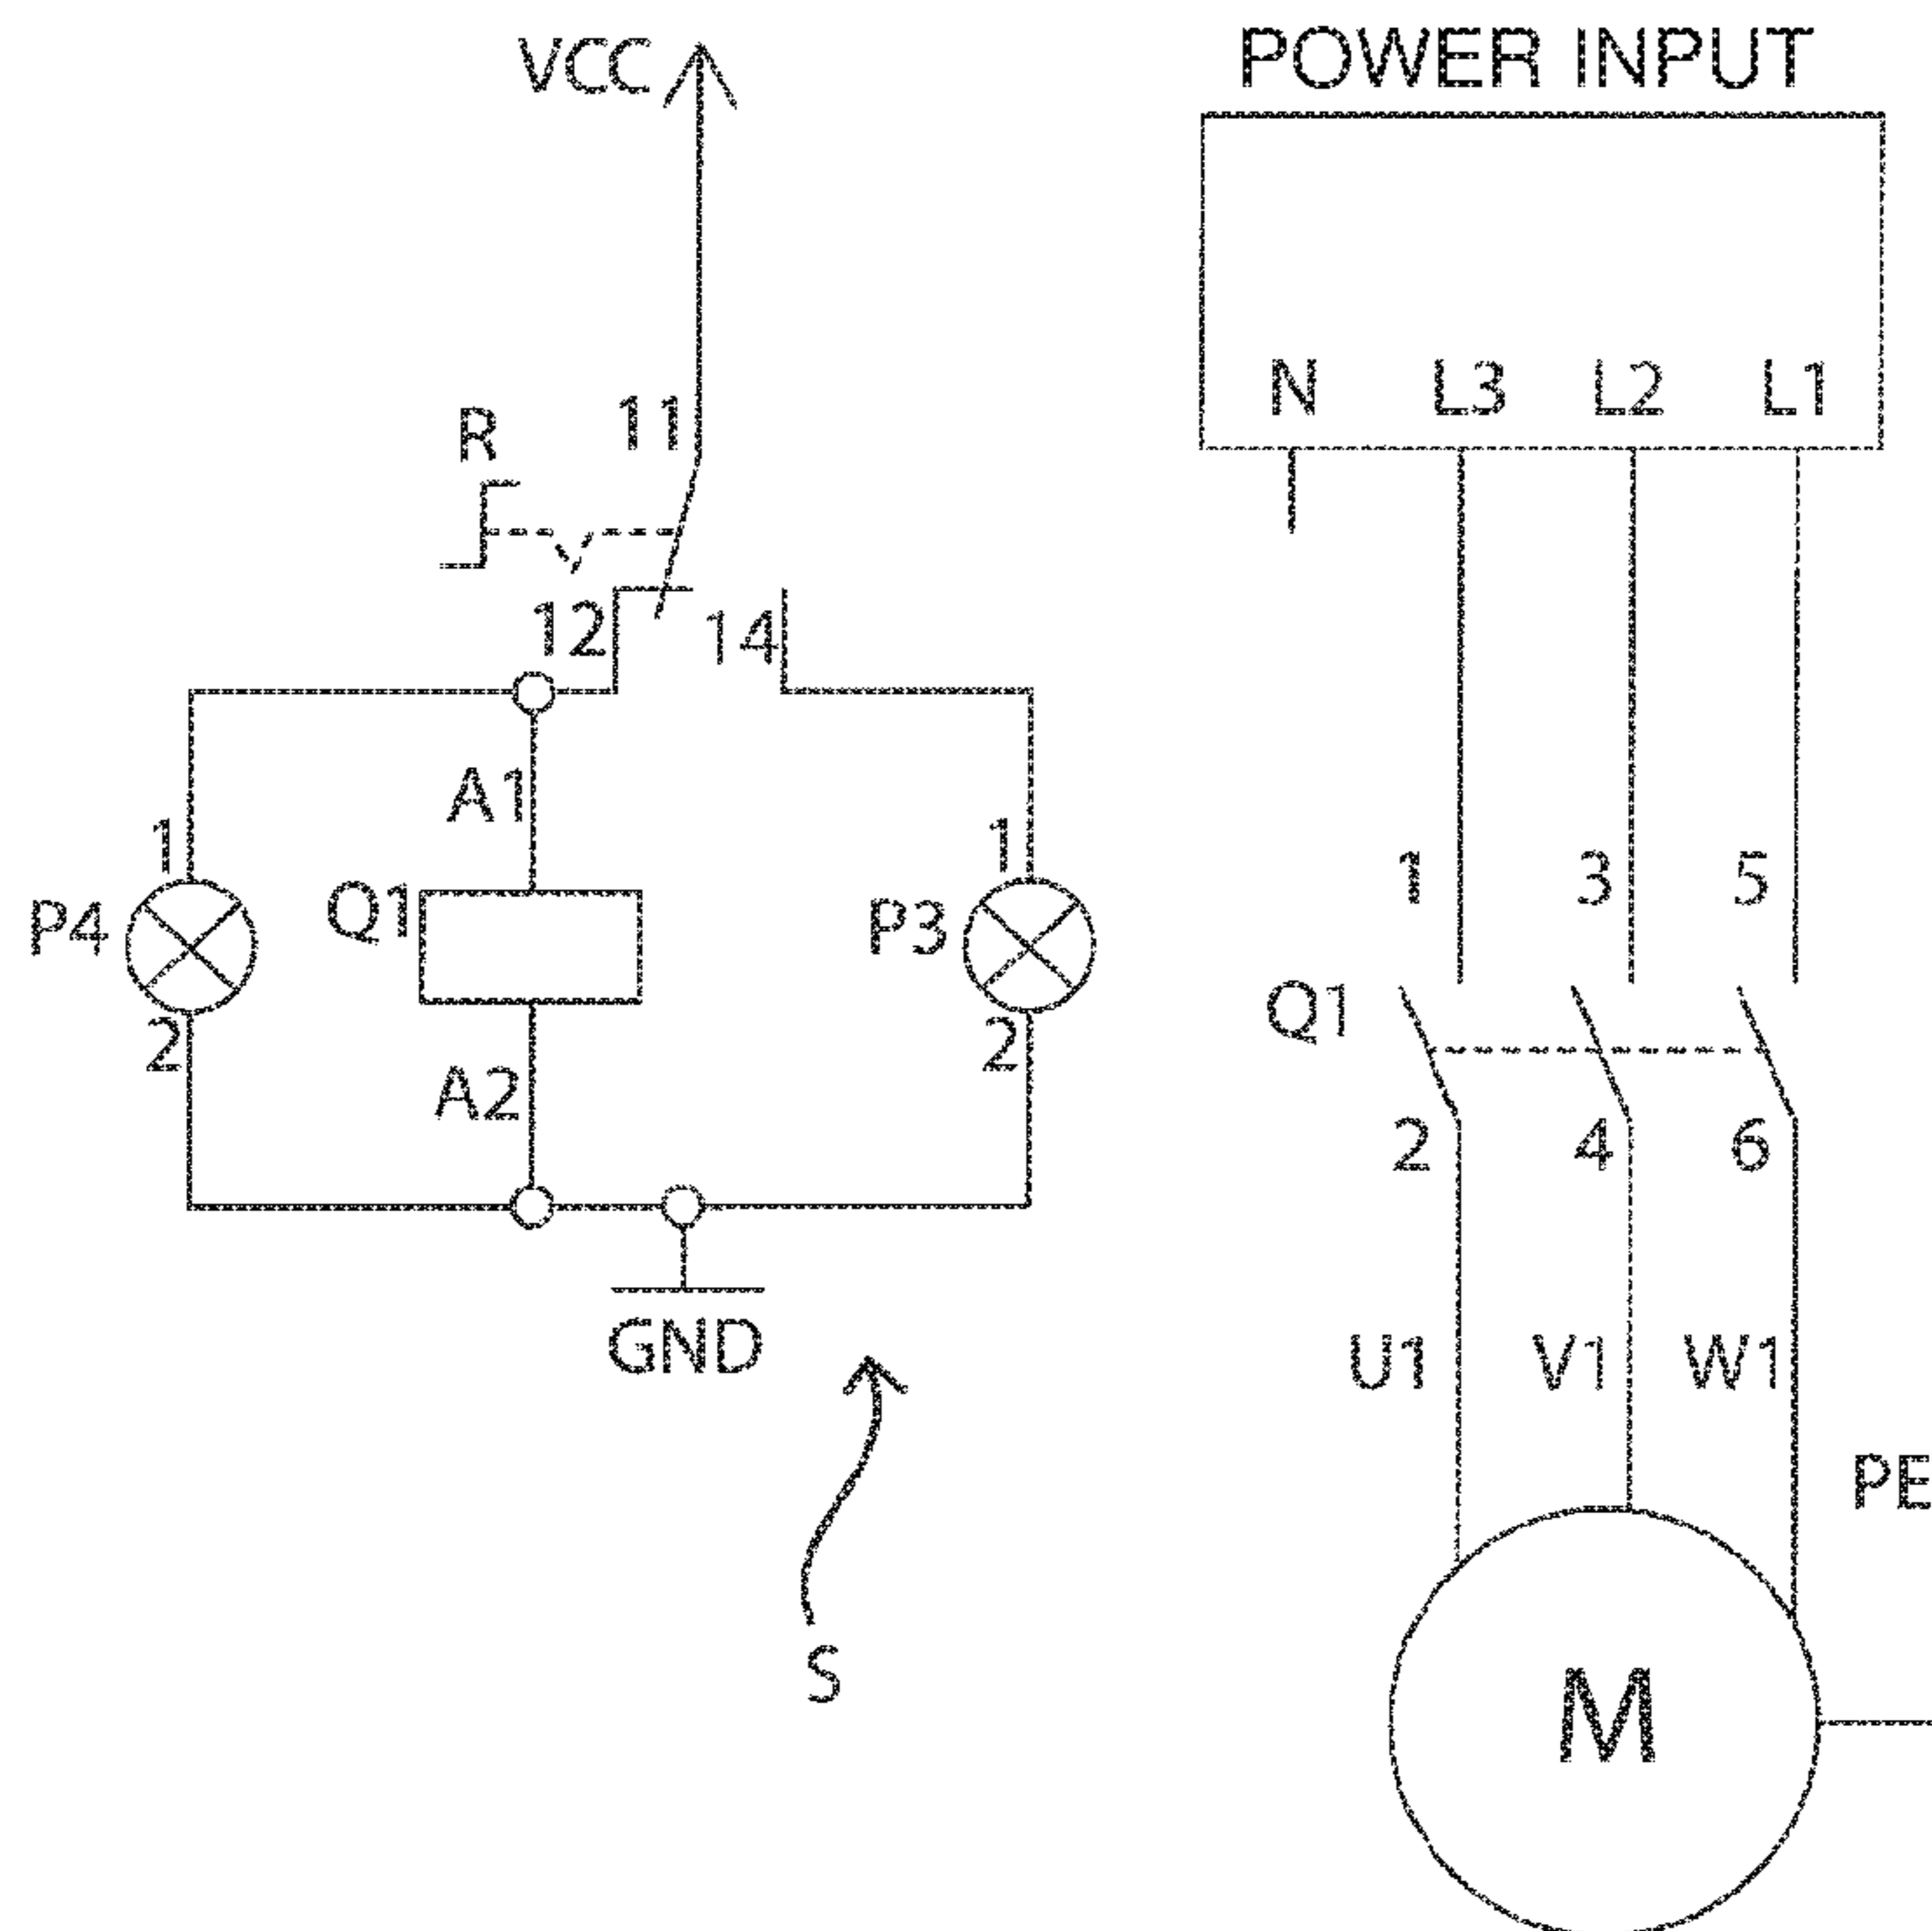 VCC
POWER INPUT
N L3 L2 L1
R
11
12
14
A1
1
P4
2
Q1
1
P3
2
A2
GND
S
1 3 5
Q1
2 4 6
U1 V1 W1
PE
M